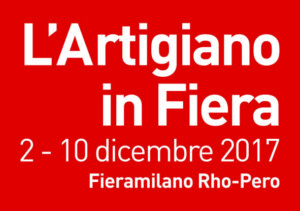 L'Artigiano
in Fiera
2 - 10 dicembre 2017
Fieramilano Rho-Pero